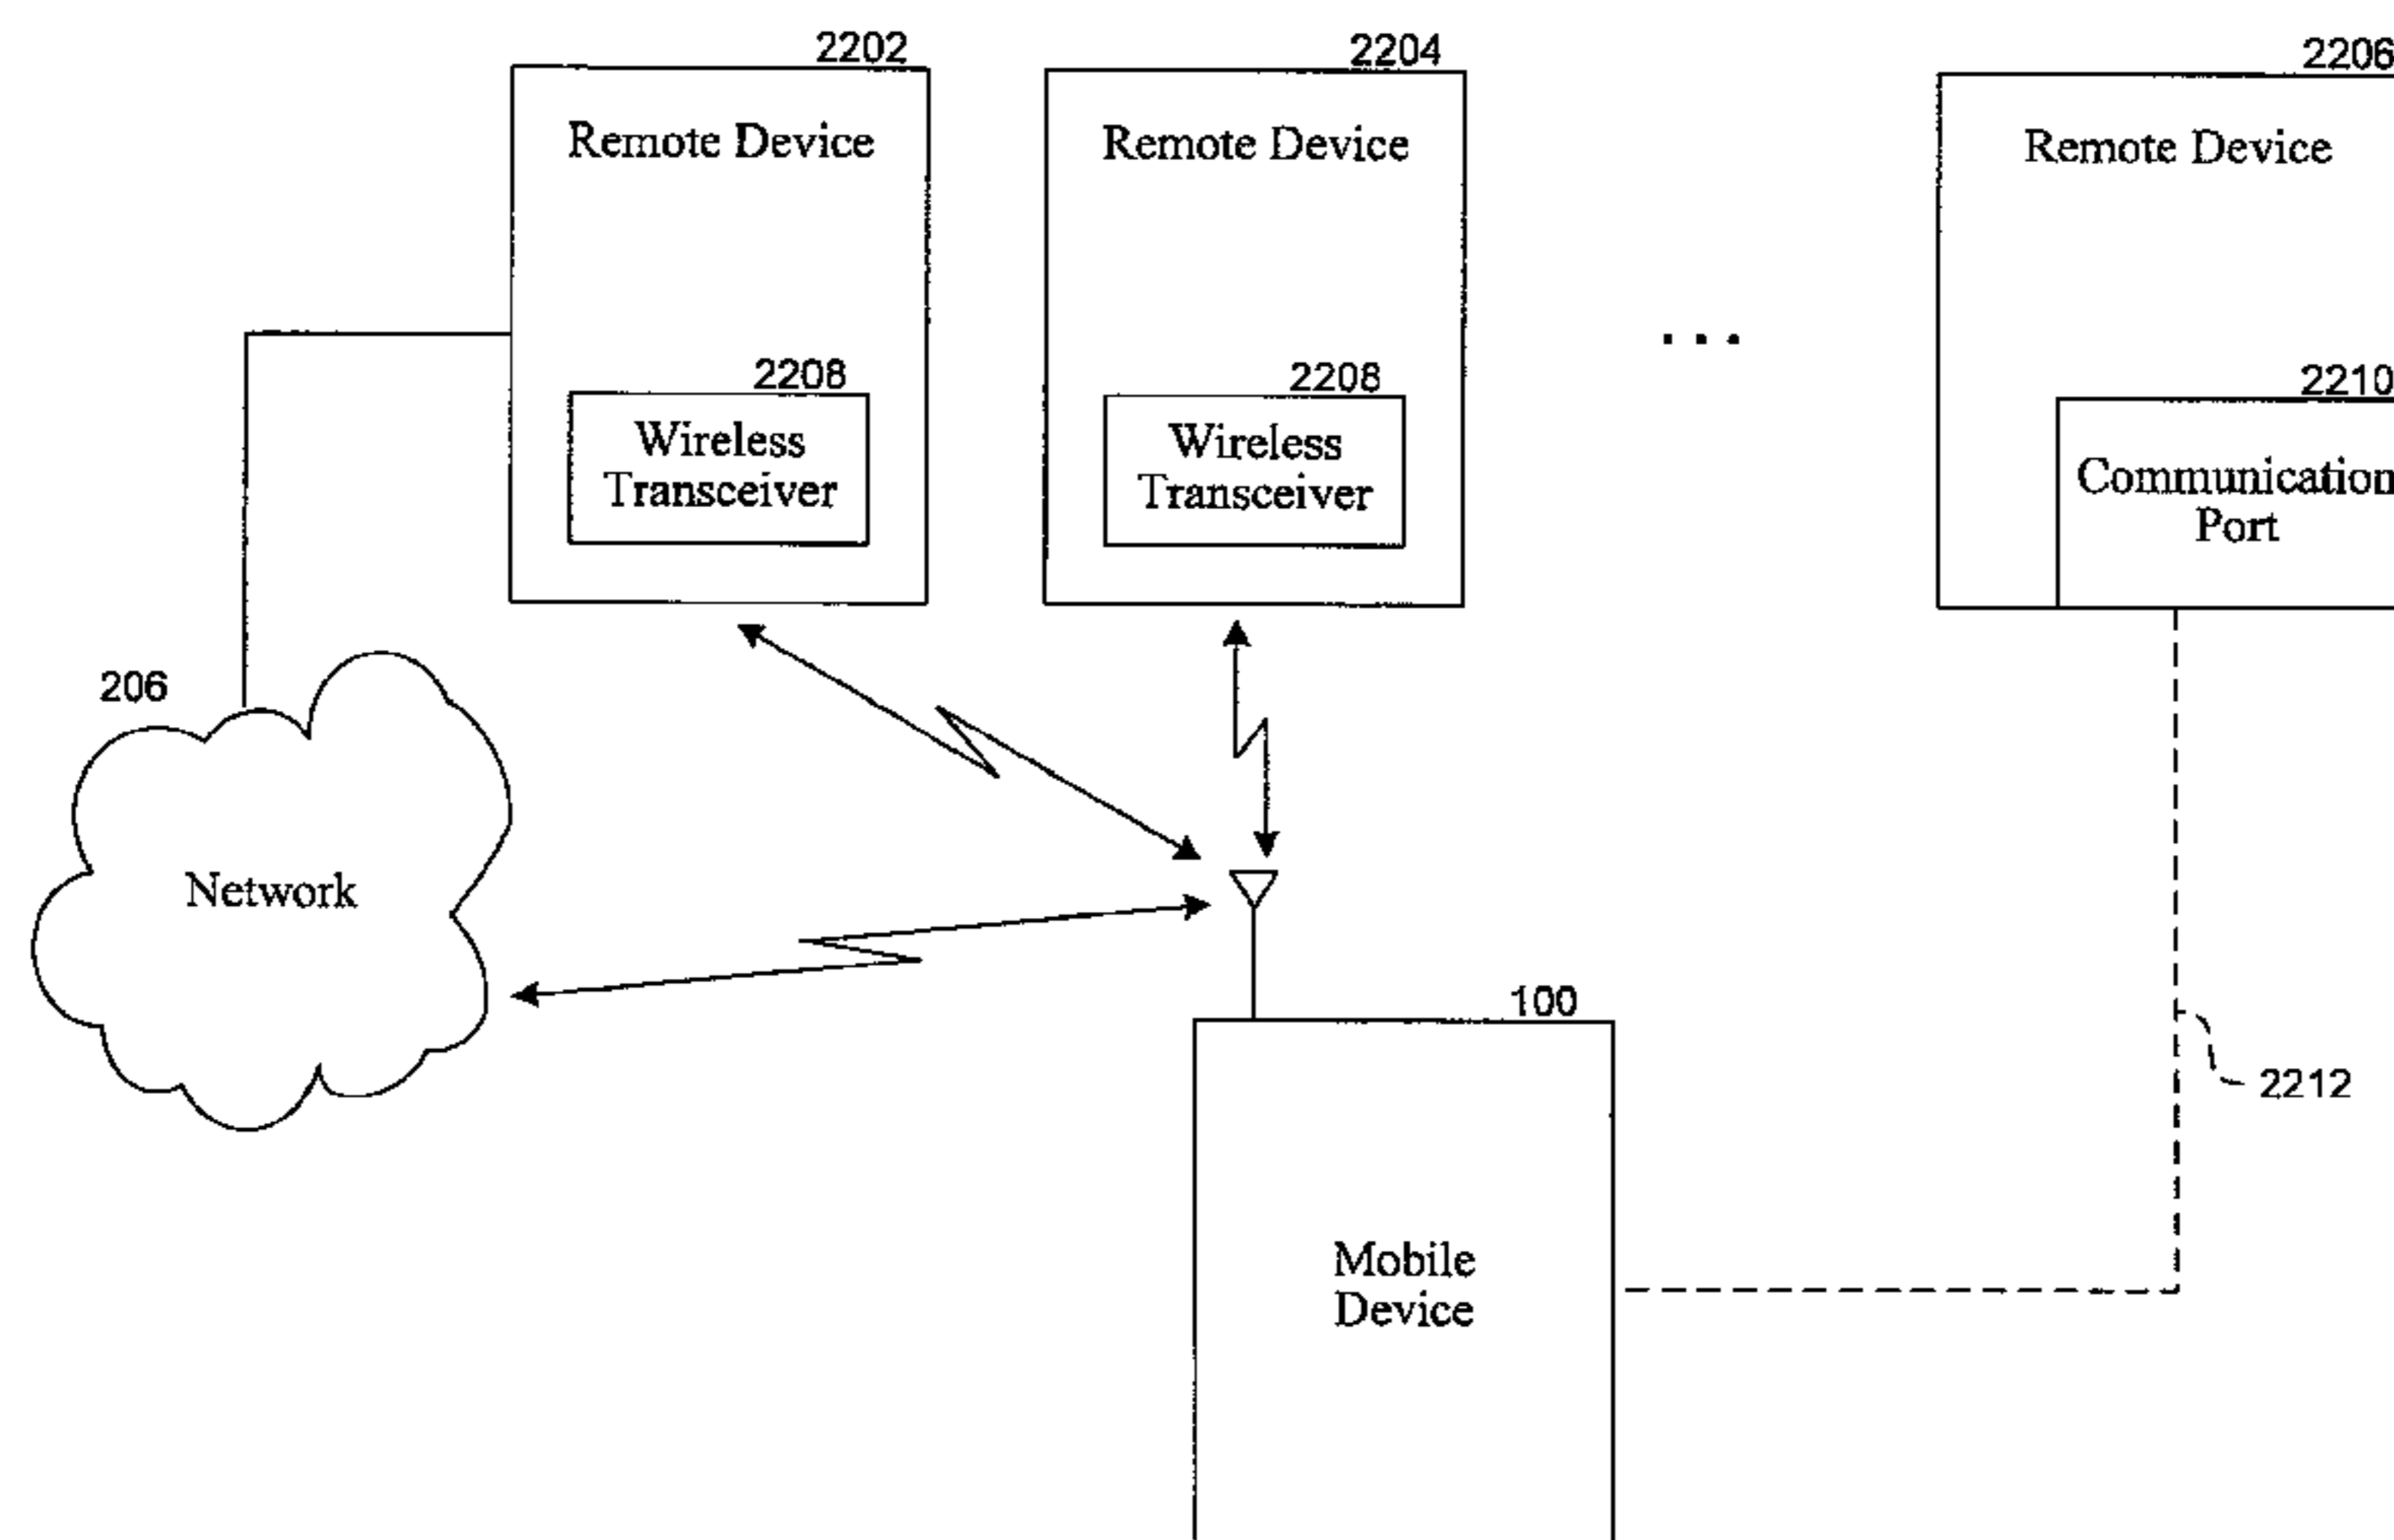 2202
2204
2206
Remote Device
Remote Device
Remote Device
2208
2208
2210
Wireless
Transceiver
Wireless
Transceiver
Communication
Port
206
Network
100
2212
Mobile
Device